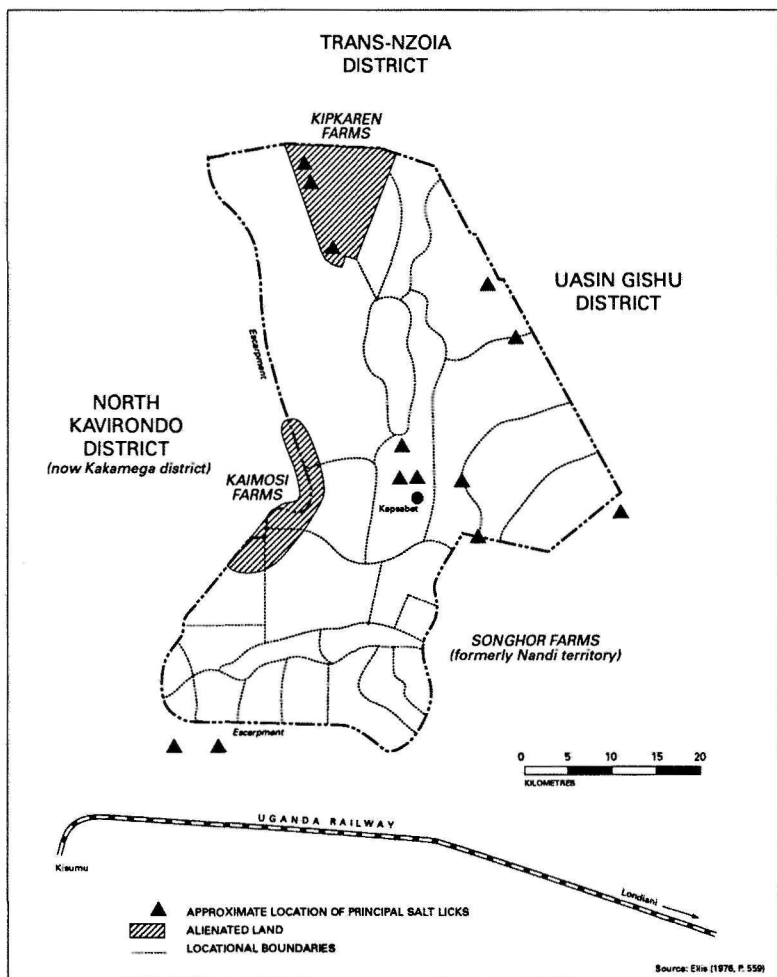 TRANS-NZOIA
DISTRICT
KIPKAREN
FARMS
UASIN GISHU
DISTRICT
Escarpment
NORTH
KAVIRONDO
DISTRICT
(now Kakamega district)
KAIMOSI
FARMS
Kapsabet
SONGHOR FARMS
(formerly Nandi territory)
Escarpment
0 5 10 15 20
KILOMETRES
UGANDA RAILWAY
Kisumu
Londiani
APPROXIMATE LOCATION OF PRINCIPAL SALT LICKS
ALIENATED LAND
LOCATIONAL BOUNDARIES
Source: Ellis (1976, P. 559)